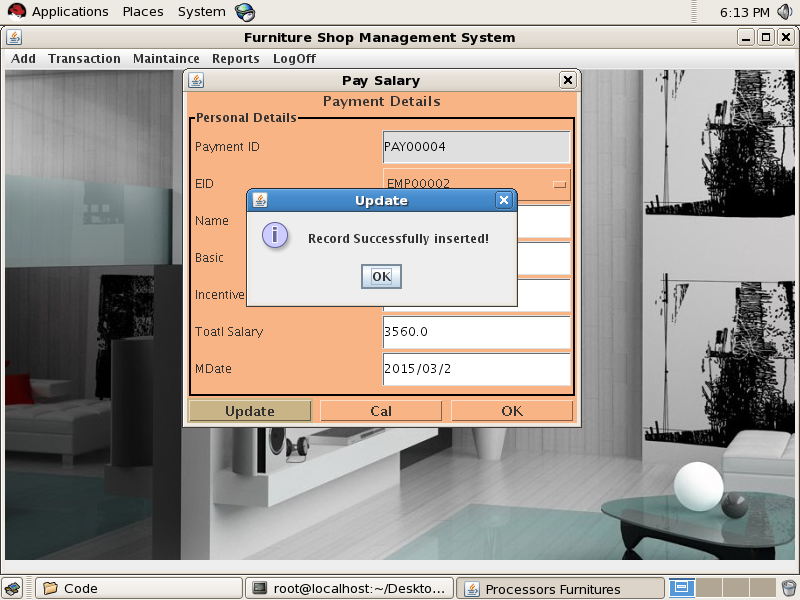 Applications Places System 6:13 PM
Furniture Shop Management System
Add Transaction Maintaince Reports LogOff
Pay Salary
Payment Details
Personal Details
Payment ID PAY00004
EID EMP00002
Update
Name
Record Successfully inserted!
Basic
OK
Incentive
Toatl Salary 3560.0
MDate 2015/03/2
Update Cal OK
Code root@localhost:~/Deskto... Processors Furnitures